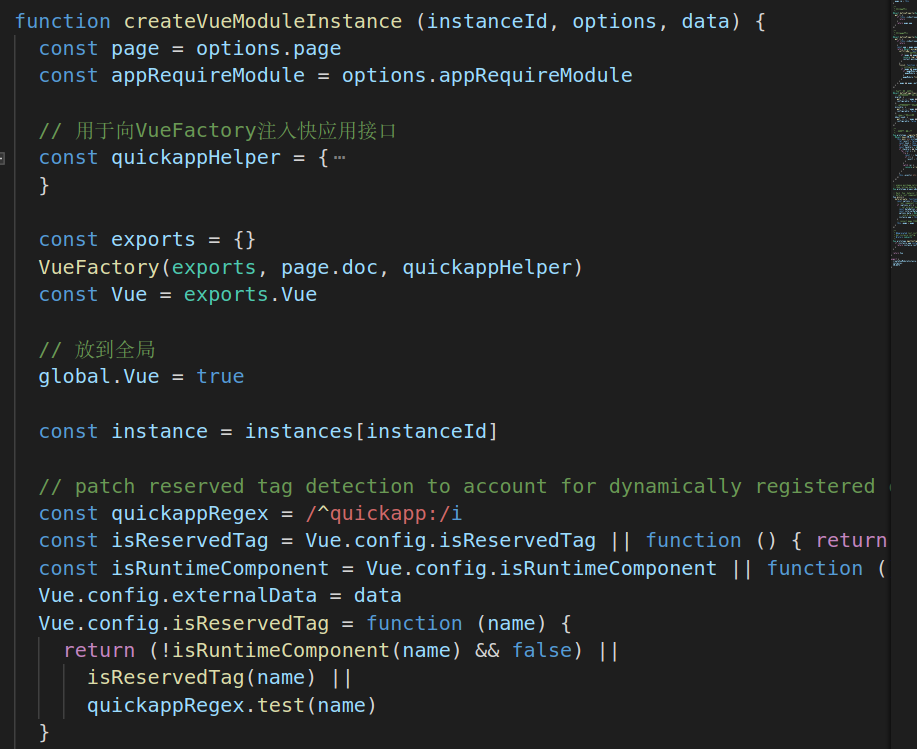 function createVueModuleInstance (instanceId, options, data) {
const page = options.page
const appRequireModule = options.appRequireModule
// 用于向VueFactory注入快应用接口
const quickappHelper = {⋯
}
const exports = {}
VueFactory(exports, page.doc, quickappHelper)
const Vue = exports.Vue
// 放到全局
global.Vue = true
const instance = instances[instanceId]
// patch reserved tag detection to account for dynamically registered
const quickappRegex = /^quickapp:/i
const isReservedTag = Vue.config.isReservedTag || function () { return
const isRuntimeComponent = Vue.config.isRuntimeComponent || function (
Vue.config.externalData = data
Vue.config.isReservedTag = function (name) {
return (!isRuntimeComponent(name) && false) ||
isReservedTag(name) ||
quickappRegex.test(name)
}